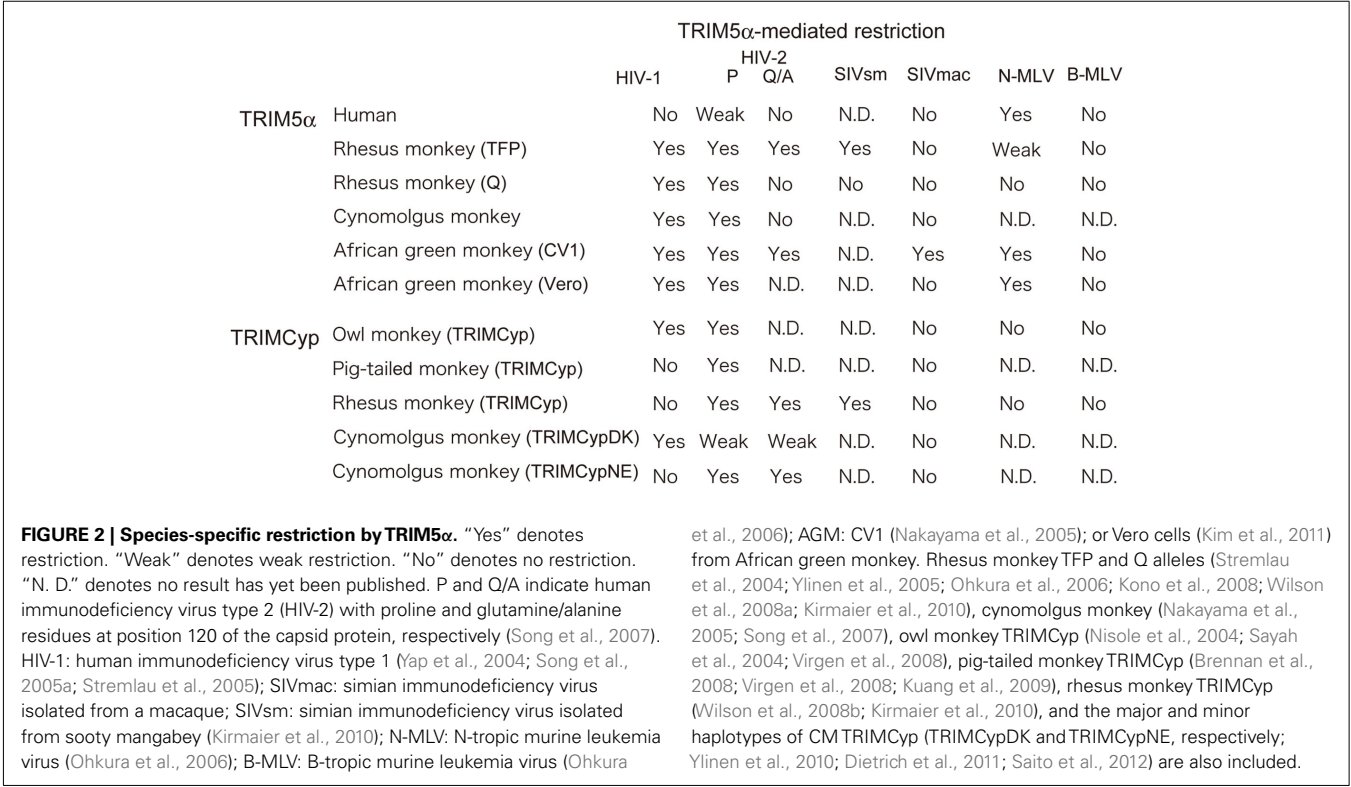 TRIM5α-mediated restriction
HIV-2
HIV-1 P Q/A SIVsm SIVmac N-MLV B-MLV
TRIM5α Human No Weak No N.D. No Yes No
Rhesus monkey (TFP) Yes Yes Yes Yes No Weak No
Rhesus monkey (Q) Yes Yes No No No No No
Cynomolgus monkey Yes Yes No N.D. No N.D. N.D.
African green monkey (CV1) Yes Yes Yes N.D. Yes Yes No
African green monkey (Vero) Yes Yes N.D. N.D. No Yes No
TRIMCyp Owl monkey (TRIMCyp) Yes Yes N.D. N.D. No No No
Pig-tailed monkey (TRIMCyp) No Yes N.D. N.D. No N.D. N.D.
Rhesus monkey (TRIMCyp) No Yes Yes Yes No No No
Cynomolgus monkey (TRIMCypDK) Yes Weak Weak N.D. No N.D. N.D.
Cynomolgus monkey (TRIMCypNE) No Yes Yes N.D. No N.D. N.D.
FIGURE 2 | Species-specific restriction by TRIM5α. “Yes” denotes
restriction. “Weak” denotes weak restriction. “No” denotes no restriction.
“N. D.” denotes no result has yet been published. P and Q/A indicate human
immunodeficiency virus type 2 (HIV-2) with proline and glutamine/alanine
residues at position 120 of the capsid protein, respectively (Song et al., 2007).
HIV-1: human immunodeficiency virus type 1 (Yap et al., 2004; Song et al.,
2005a; Stremlau et al., 2005); SIVmac: simian immunodeficiency virus
isolated from a macaque; SIVsm: simian immunodeficiency virus isolated
from sooty mangabey (Kirmaier et al., 2010); N-MLV: N-tropic murine leukemia
virus (Ohkura et al., 2006); B-MLV: B-tropic murine leukemia virus (Ohkura
et al., 2006); AGM: CV1 (Nakayama et al., 2005); or Vero cells (Kim et al., 2011)
from African green monkey. Rhesus monkey TFP and Q alleles (Stremlau
et al., 2004; Ylinen et al., 2005; Ohkura et al., 2006; Kono et al., 2008; Wilson
et al., 2008a; Kirmaier et al., 2010), cynomolgus monkey (Nakayama et al.,
2005; Song et al., 2007), owl monkey TRIMCyp (Nisole et al., 2004; Sayah
et al., 2004; Virgen et al., 2008), pig-tailed monkey TRIMCyp (Brennan et al.,
2008; Virgen et al., 2008; Kuang et al., 2009), rhesus monkey TRIMCyp
(Wilson et al., 2008b; Kirmaier et al., 2010), and the major and minor
haplotypes of CM TRIMCyp (TRIMCypDK and TRIMCypNE, respectively;
Ylinen et al., 2010; Dietrich et al., 2011; Saito et al., 2012) are also included.